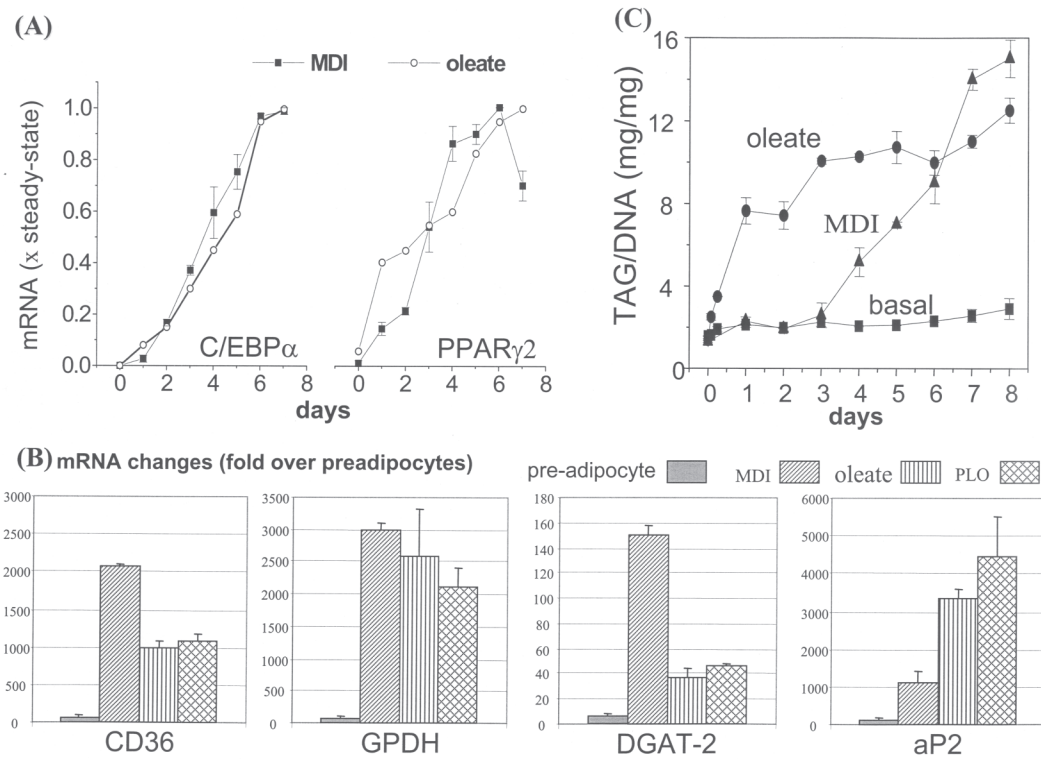 (A)
MDI oleate
mRNA (x steady-state)
1.0
0.8
0.6
0.4
0.2
0.0
C/EBPα
PPARγ2
0 2 4 6 8 0 2 4 6 8
days
(C)
TAG/DNA (mg/mg)
16
12
8
4
0
oleate
MDI
basal
0 1 2 3 4 5 6 7 8
days
(B) mRNA changes (fold over preadipocytes)
pre-adipocyte MDI oleate PLO
3000
2500
2000
1500
1000
500
0
CD36
3500
3000
2500
2000
1500
1000
500
0
GPDH
180
160
140
120
100
80
60
40
20
0
DGAT-2
6000
5000
4000
3000
2000
1000
0
aP2